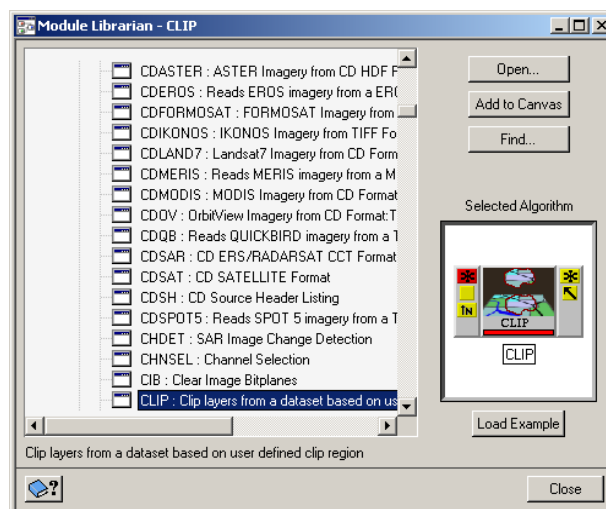 Module Librarian - CLIP
CDASTER : ASTER Imagery from CD HDF F
CDEROS : Reads EROS imagery from a ERO
CDFORMOSAT : FORMOSAT Imagery from
CDIKONOS : IKONOS Imagery from TIFF Fo
CDLAND7 : Landsat7 Imagery from CD Form
CDMERIS : Reads MERIS imagery from a M
CDMODIS : MODIS Imagery from CD Format
CDOV : OrbitView Imagery from CD Format:T
CDQB : Reads QUICKBIRD imagery from a T
CDSAR : CD ERS/RADARSAT CCT Format
CDSAT : CD SATELLITE Format
CDSH : CD Source Header Listing
CDSPOT5 : Reads SPOT 5 imagery from a T
CHDET : SAR Image Change Detection
CHNSEL : Channel Selection
CIB : Clear Image Bitplanes
CLIP : Clip layers from a dataset based on us
Open...
Add to Canvas
Find...
Selected Algorithm
IN
CLIP
CLIP
Load Example
Clip layers from a dataset based on user defined clip region
?
Close